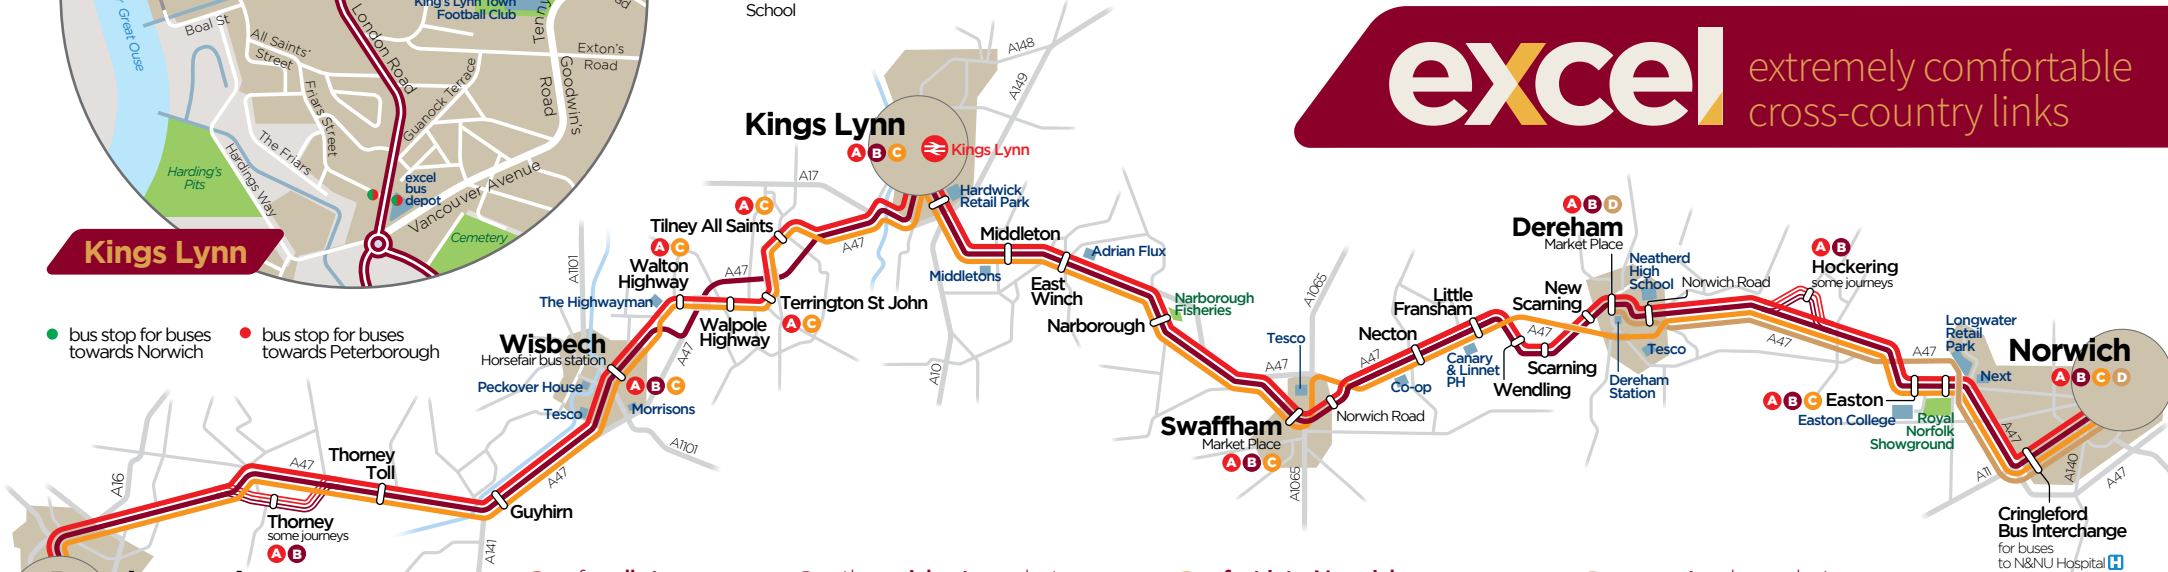 King's Lynn Town
Football Club
School
Great Ouse
Boal St
All Saints'
Street
London Road
Exton's
Road
Goodwin's
Road
Friars Street
Guanock Terrace
The Friars
Hardings Way
Harding's
Pits
excel
bus
depot
Vancouver Avenue
Cemetery
Kings Lynn
bus stop for buses
towards Norwich
bus stop for buses
towards Peterborough
excel
extremely comfortable
cross-country links
A148
A149
Kings Lynn
A B C
Kings Lynn
A17
Hardwick
Retail Park
A C
Tilney All Saints
A47
A C
Walton
Highway
A47
A1101
The Highwayman
Terrington St John
A C
Walpole
Highway
A47
Wisbech
Horsefair bus station
A B C
Peckover House
Tesco
Morrisons
A1101
A47
Middleton
Middletons
Adrian Flux
East
Winch
Narborough
Fisheries
Narborough
A10
A1065
Tesco
A47
Swaffham
Market Place
A B C
A1065
Norwich Road
Necton
A47
Co-op
Little
Fransham
Canary
& Linnet
PH
New
Scarning
A47
Scarning
Wendling
A B D
Dereham
Market Place
Neatherd
High
School
Norwich Road
Tesco
Dereham
Station
A47
A B
Hockering
some journeys
Longwater
Retail
Park
A47
Next
Norwich
A B C D
A B C Easton
Easton College
Royal
Norfolk
Showground
A47
A11
A140
A47
Cringleford
Bus Interchange
for buses
to N&NU Hospital H
A16
A47
Thorney
Toll
Thorney
some journeys
A B
Guyhirn
A141